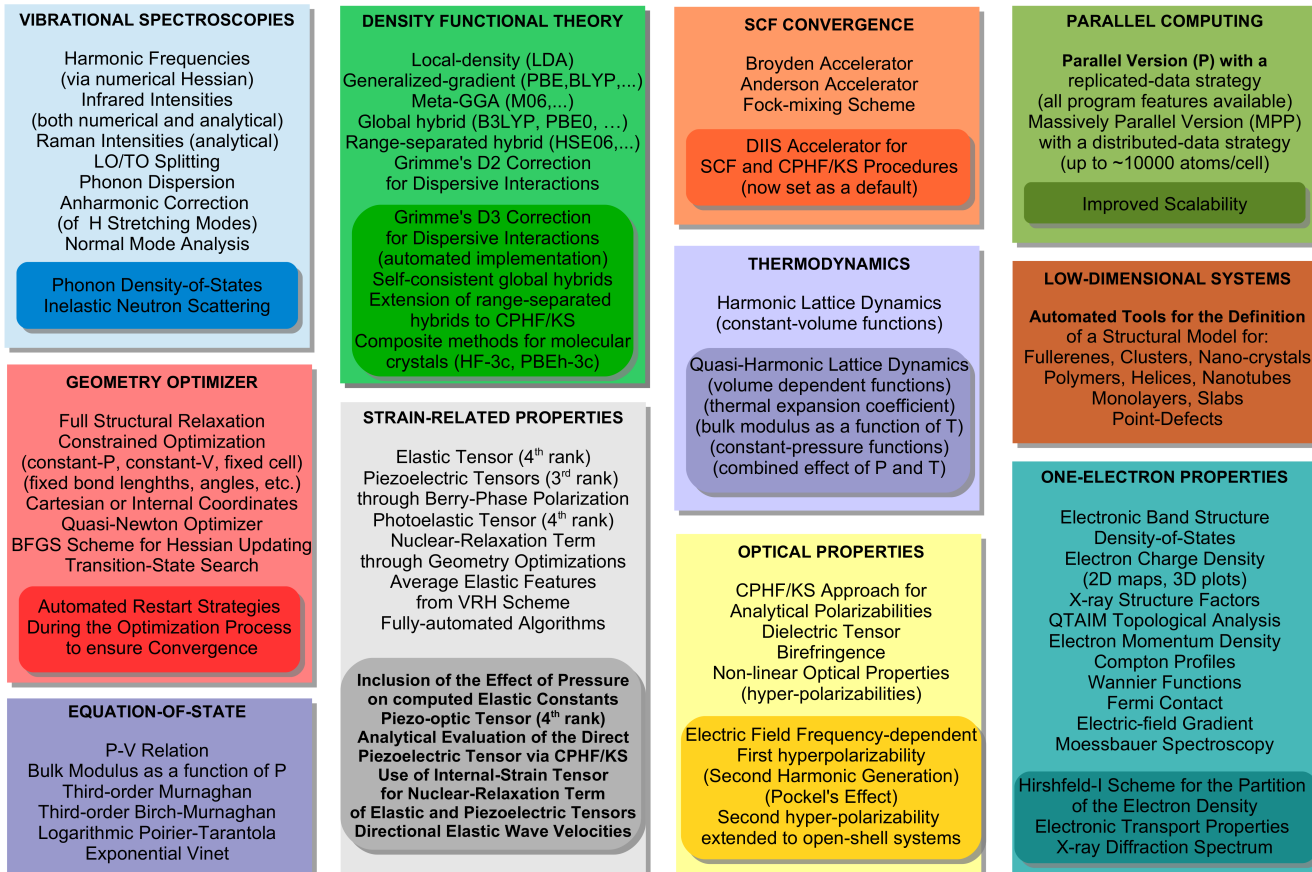 VIBRATIONAL SPECTROSCOPIES
Harmonic Frequencies
(via numerical Hessian)
Infrared Intensities
(both numerical and analytical)
Raman Intensities (analytical)
LO/TO Splitting
Phonon Dispersion
Anharmonic Correction
(of H Stretching Modes)
Normal Mode Analysis
Phonon Density-of-States
Inelastic Neutron Scattering
GEOMETRY OPTIMIZER
Full Structural Relaxation
Constrained Optimization
(constant-P, constant-V, fixed cell)
(fixed bond lenghths, angles, etc.)
Cartesian or Internal Coordinates
Quasi-Newton Optimizer
BFGS Scheme for Hessian Updating
Transition-State Search
Automated Restart Strategies
During the Optimization Process
to ensure Convergence
EQUATION-OF-STATE
P-V Relation
Bulk Modulus as a function of P
Third-order Murnaghan
Third-order Birch-Murnaghan
Logarithmic Poirier-Tarantola
Exponential Vinet
DENSITY FUNCTIONAL THEORY
Local-density (LDA)
Generalized-gradient (PBE,BLYP,...)
Meta-GGA (M06,...)
Global hybrid (B3LYP, PBE0, …)
Range-separated hybrid (HSE06,...)
Grimme's D2 Correction
for Dispersive Interactions
Grimme's D3 Correction
for Dispersive Interactions
(automated implementation)
Self-consistent global hybrids
Extension of range-separated
hybrids to CPHF/KS
Composite methods for molecular
crystals (HF-3c, PBEh-3c)
STRAIN-RELATED PROPERTIES
Elastic Tensor (4th rank)
Piezoelectric Tensors (3rd rank)
through Berry-Phase Polarization
Photoelastic Tensor (4th rank)
Nuclear-Relaxation Term
through Geometry Optimizations
Average Elastic Features
from VRH Scheme
Fully-automated Algorithms
Inclusion of the Effect of Pressure
on computed Elastic Constants
Piezo-optic Tensor (4th rank)
Analytical Evaluation of the Direct
Piezoelectric Tensor via CPHF/KS
Use of Internal-Strain Tensor
for Nuclear-Relaxation Term
of Elastic and Piezoelectric Tensors
Directional Elastic Wave Velocities
SCF CONVERGENCE
Broyden Accelerator
Anderson Accelerator
Fock-mixing Scheme
DIIS Accelerator for
SCF and CPHF/KS Procedures
(now set as a default)
THERMODYNAMICS
Harmonic Lattice Dynamics
(constant-volume functions)
Quasi-Harmonic Lattice Dynamics
(volume dependent functions)
(thermal expansion coefficient)
(bulk modulus as a function of T)
(constant-pressure functions)
(combined effect of P and T)
OPTICAL PROPERTIES
CPHF/KS Approach for
Analytical Polarizabilities
Dielectric Tensor
Birefringence
Non-linear Optical Properties
(hyper-polarizabilities)
Electric Field Frequency-dependent
First hyperpolarizability
(Second Harmonic Generation)
(Pockel's Effect)
Second hyper-polarizability
extended to open-shell systems
PARALLEL COMPUTING
Parallel Version (P) with a
replicated-data strategy
(all program features available)
Massively Parallel Version (MPP)
with a distributed-data strategy
(up to ~10000 atoms/cell)
Improved Scalability
LOW-DIMENSIONAL SYSTEMS
Automated Tools for the Definition
of a Structural Model for:
Fullerenes, Clusters, Nano-crystals
Polymers, Helices, Nanotubes
Monolayers, Slabs
Point-Defects
ONE-ELECTRON PROPERTIES
Electronic Band Structure
Density-of-States
Electron Charge Density
(2D maps, 3D plots)
X-ray Structure Factors
QTAIM Topological Analysis
Electron Momentum Density
Compton Profiles
Wannier Functions
Fermi Contact
Electric-field Gradient
Moessbauer Spectroscopy
Hirshfeld-I Scheme for the Partition
of the Electron Density
Electronic Transport Properties
X-ray Diffraction Spectrum